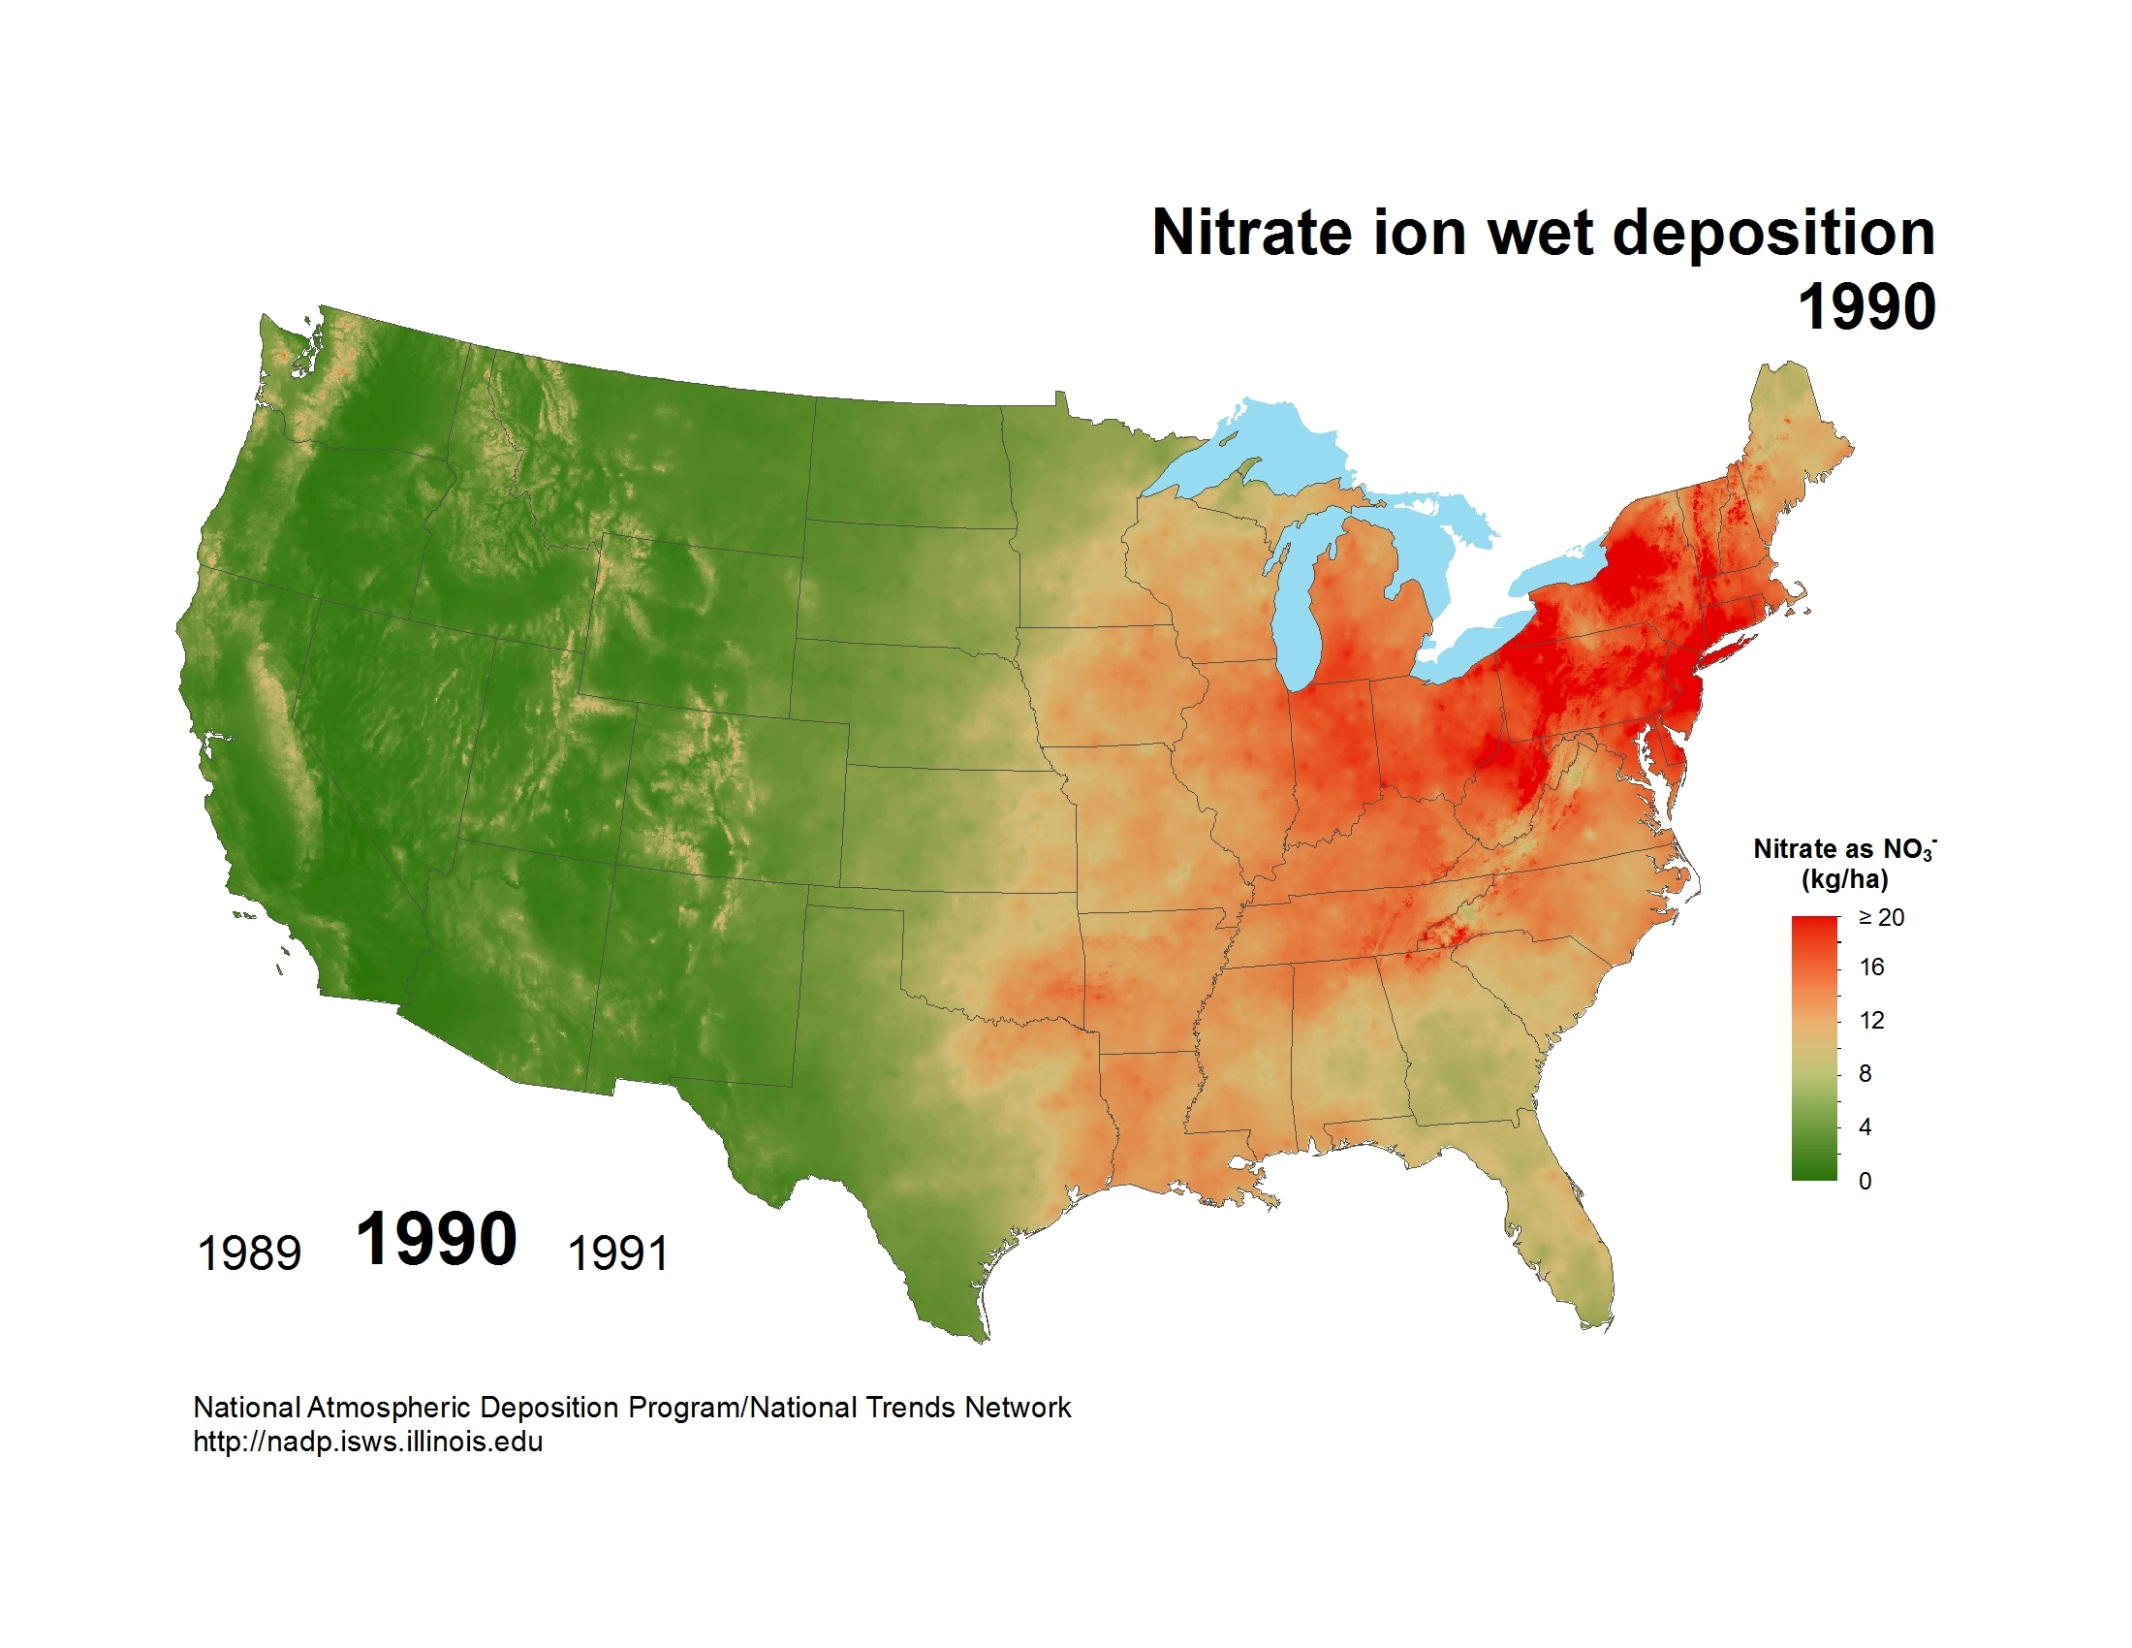 Nitrate ion wet deposition
1990
Nitrate as NO₃⁻
(kg/ha)
≥ 20
16
12
8
4
0
1989 1990 1991
National Atmospheric Deposition Program/National Trends Network
http://nadp.isws.illinois.edu